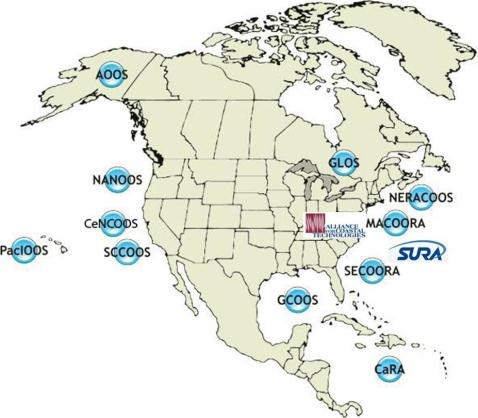 AOOS
GLOS
NANOOS
NERACOOS
CeNCOOS
ALLIANCE
FOR COASTAL
TECHNOLOGIES
MACOORA
PacIOOS
SCCOOS
SURA
SECOORA
GCOOS
CaRA